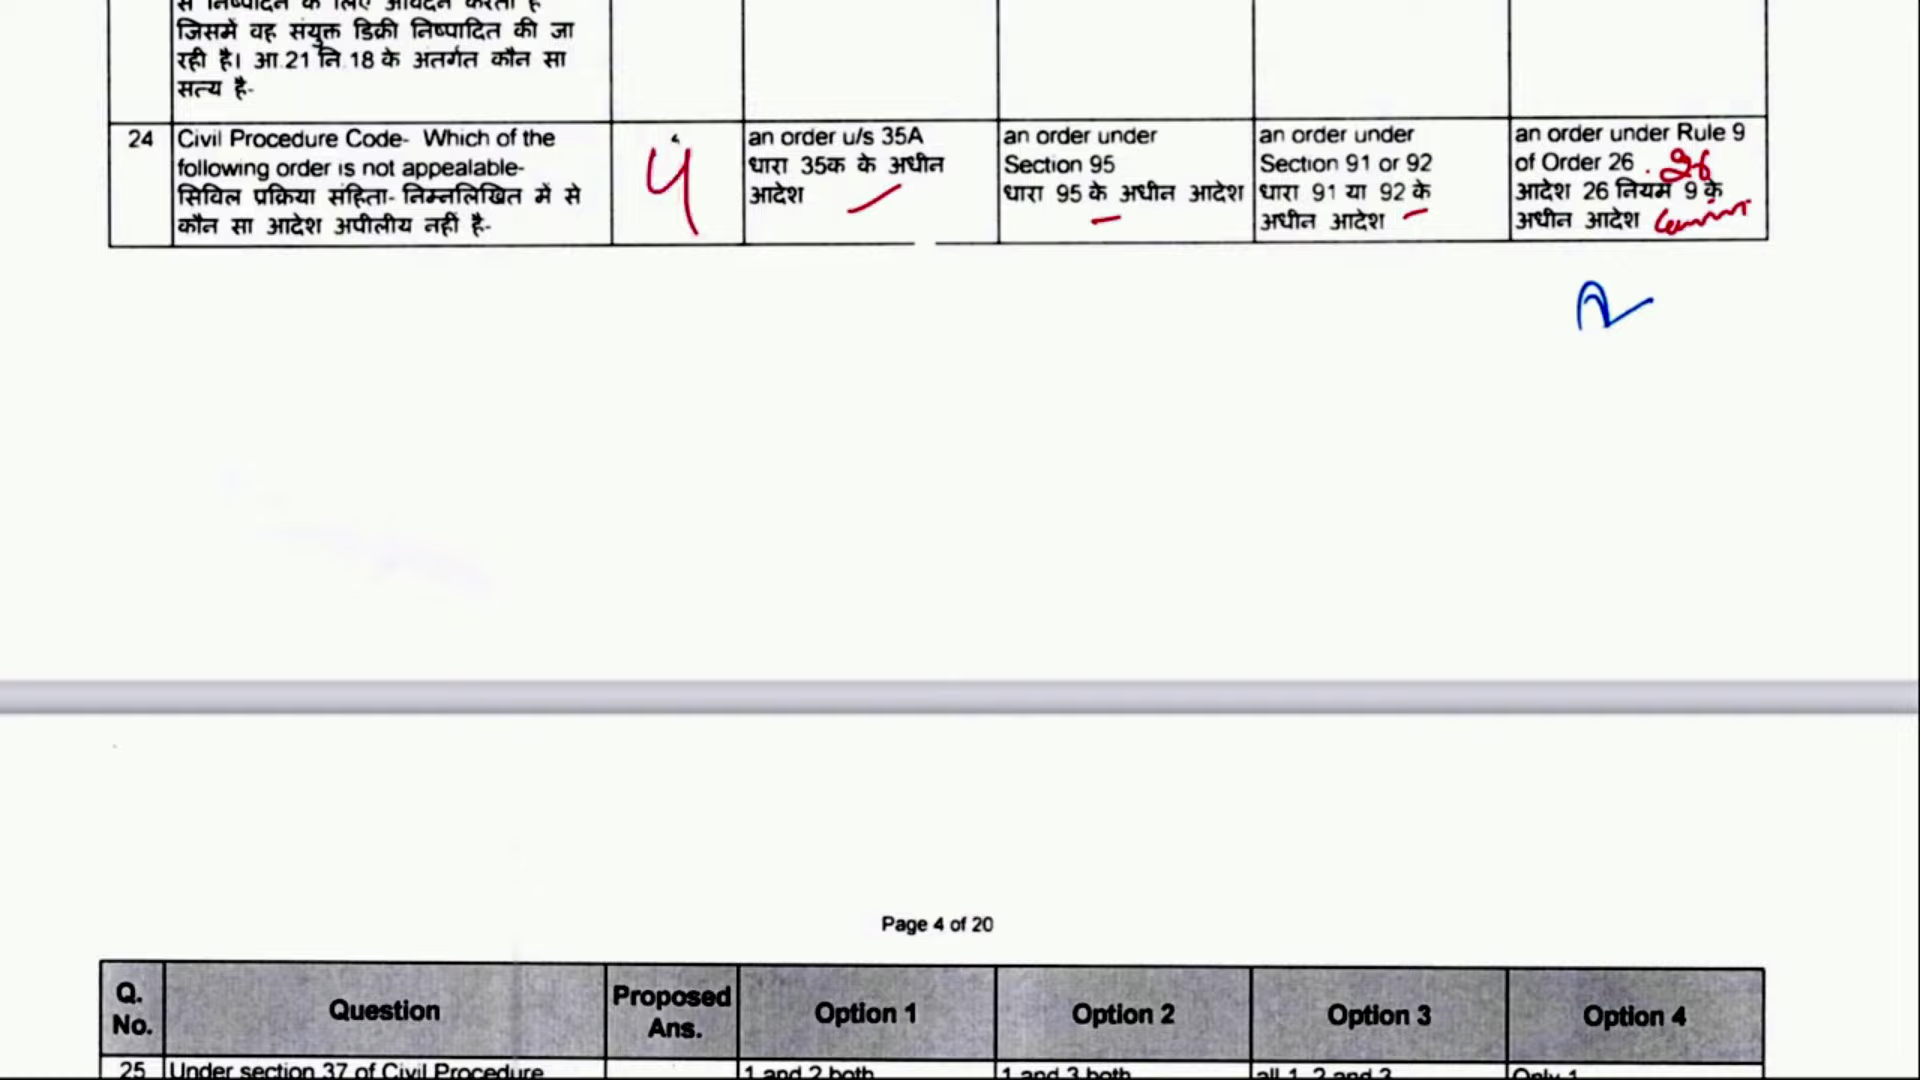 जिसमें वह संयुक्त डिक्री निष्पादित की जा
रही है। आ.21 नि.18 के अतर्गत कौन सा
सत्य है-
24
Civil Procedure Code- Which of the
following order is not appealable-
सिविल प्रक्रिया संहिता- निम्नलिखित में से
कौन सा आदेश अपीलीय नहीं है-
4
an order u/s 35A
धारा 35क के अधीन
आदेश
an order under
Section 95
धारा 95 के अधीन आदेश
an order under
Section 91 or 92
धारा 91 या 92 के
अधीन आदेश
an order under Rule 9
of Order 26
आदेश 26 नियम 9 के
अधीन आदेश
26
Page 4 of 20
Q.
No.
Question
Proposed
Ans.
Option 1
Option 2
Option 3
Option 4
25
Under section 37 of Civil Procedure
1 and 2 both
1 and 3 both
all 1, 2 and 3
Only 1